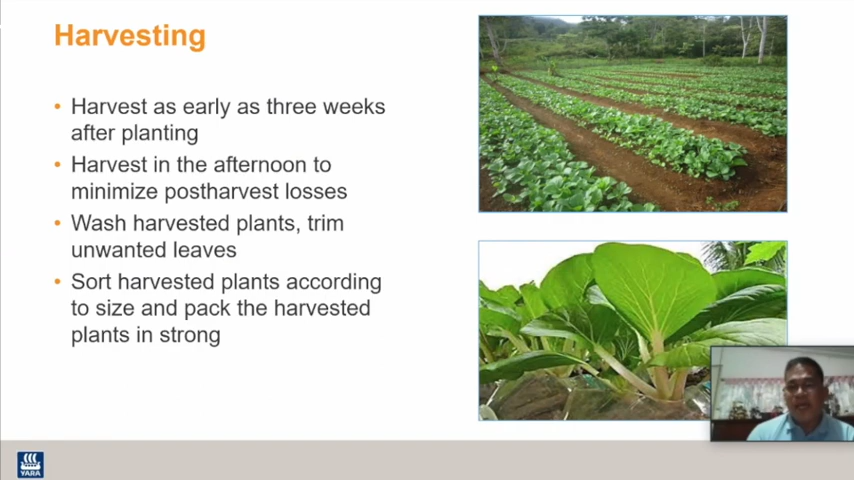 Harvesting
• Harvest as early as three weeks
after planting
• Harvest in the afternoon to
minimize postharvest losses
• Wash harvested plants, trim
unwanted leaves
• Sort harvested plants according
to size and pack the harvested
plants in strong
YARA